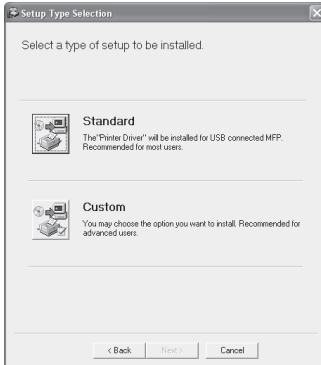 Setup Type Selection
Select a type of setup to be installed.
Standard
The"Printer Driver" will be installed for USB connected MFP.
Recommended for most users.
Custom
You may choose the option you want to install. Recommended for
advanced users.
< Back Next > Cancel